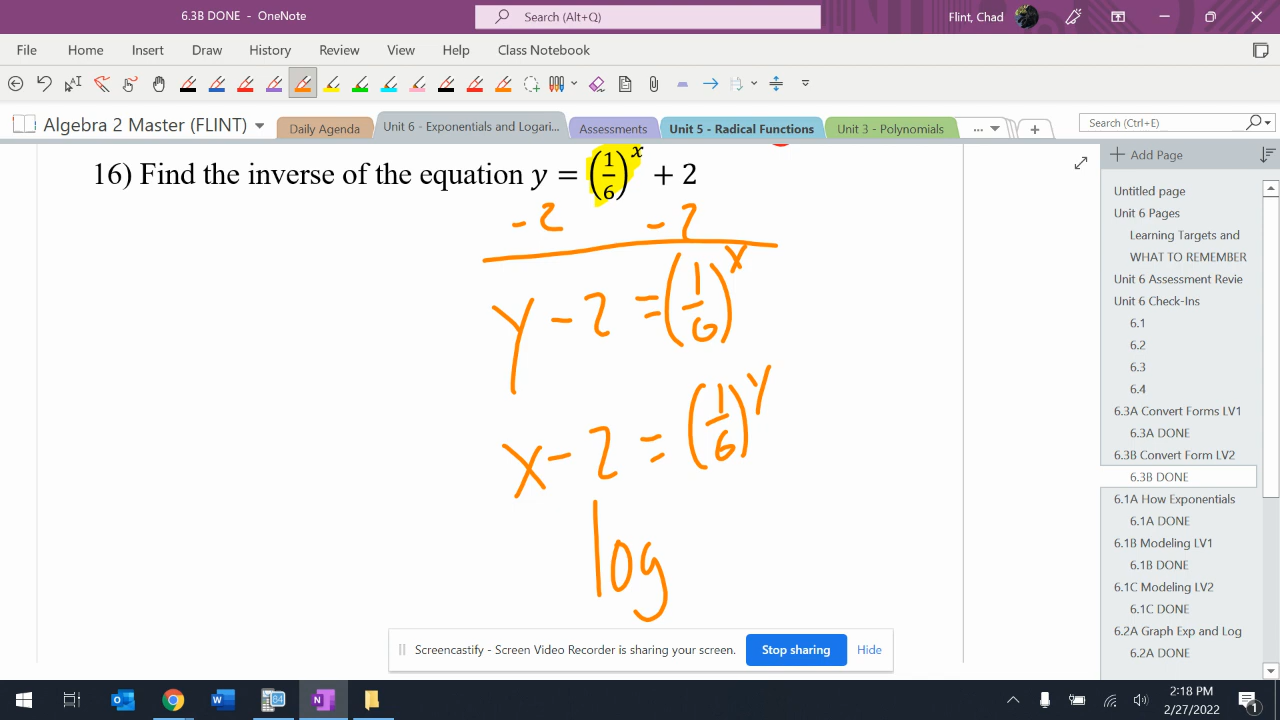 6.3B DONE - OneNote
Search (Alt+Q)
Flint, Chad
File Home Insert Draw History Review View Help Class Notebook
Algebra 2 Master (FLINT)
Daily Agenda
Unit 6 - Exponentials and Logari...
Assessments
Unit 5 - Radical Functions
Unit 3 - Polynomials
...
Search (Ctrl+E)
Add Page
Untitled page
Unit 6 Pages
Learning Targets and
WHAT TO REMEMBER
Unit 6 Assessment Revie
Unit 6 Check-Ins
6.1
6.2
6.3
6.4
6.3A Convert Forms LV1
6.3A DONE
6.3B Convert Form LV2
6.3B DONE
6.1A How Exponentials
6.1A DONE
6.1B Modeling LV1
6.1B DONE
6.1C Modeling LV2
6.1C DONE
6.2A Graph Exp and Log
6.2A DONE
16) Find the inverse of the equation y = (1/6)^x + 2
-2 -2
y - 2 = (1/6)^x
x - 2 = (1/6)^y
log
Screencastify - Screen Video Recorder is sharing your screen.
Stop sharing
Hide
2:18 PM
2/27/2022
1